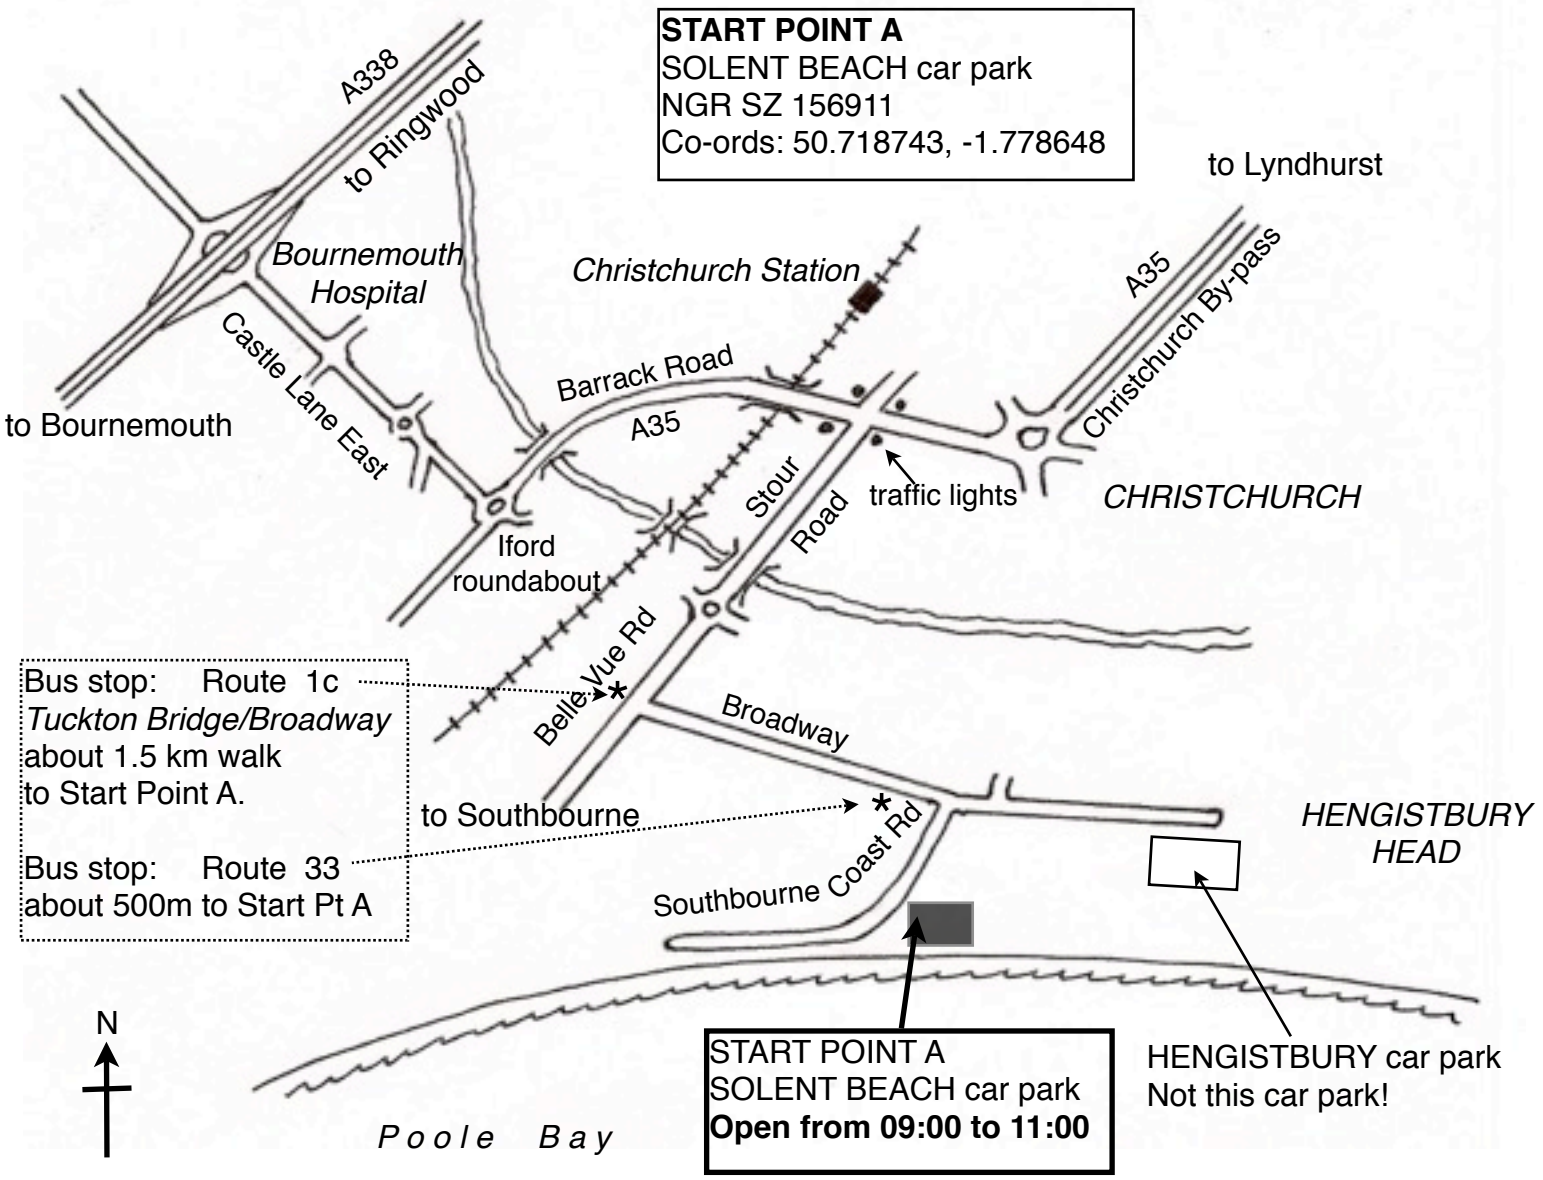 START POINT A
SOLENT BEACH car park
NGR SZ 156911
Co-ords: 50.718743, -1.778648
A338
to Ringwood
to Lyndhurst
Bournemouth
Hospital
Christchurch Station
A35
Christchurch By-pass
Castle Lane East
Barrack Road
A35
to Bournemouth
Stour
Road
traffic lights
CHRISTCHURCH
Iford
roundabout
Belle Vue Rd
Bus stop: Route 1c
Tuckton Bridge/Broadway
about 1.5 km walk
to Start Point A.
Broadway
to Southbourne
HENGISTBURY
HEAD
Bus stop: Route 33
about 500m to Start Pt A
Southbourne Coast Rd
N
START POINT A
SOLENT BEACH car park
Open from 09:00 to 11:00
HENGISTBURY car park
Not this car park!
Poole Bay